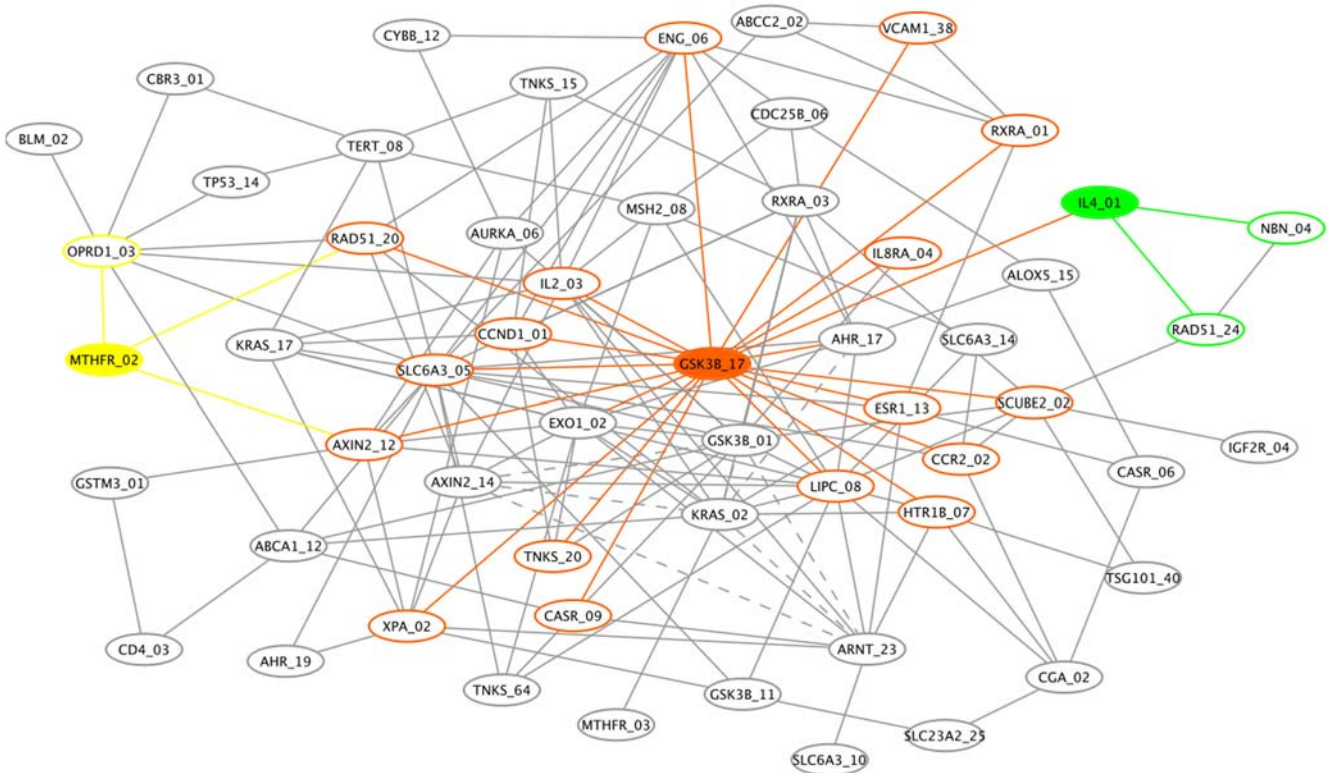 ABCC2_02
VCAM1_38
CYBB_12
ENG_06
CBR3_01
TNKS_15
CDC25B_06
RXRA_01
BLM_02
TERT_08
TP53_14
MSH2_08
RXRA_03
IL4_01
NBN_04
OPRD1_03
RAD51_20
AURKA_06
IL8RA_04
IL2_03
ALOX5_15
RAD51_24
KRAS_17
CCND1_01
AHR_17
SLC6A3_14
MTHFR_02
SLC6A3_05
GSK3B_17
ESR1_13
SCUBE2_02
EXO1_02
GSK3B_01
AXIN2_12
IGF2R_04
CCR2_02
GSTM3_01
AXIN2_14
LIPC_08
CASR_06
KRAS_02
HTR1B_07
ABCA1_12
TNKS_20
TSG101_40
CASR_09
XPA_02
CD4_03
AHR_19
ARNT_23
TNKS_64
GSK3B_11
CGA_02
MTHFR_03
SLC23A2_25
SLC6A3_10